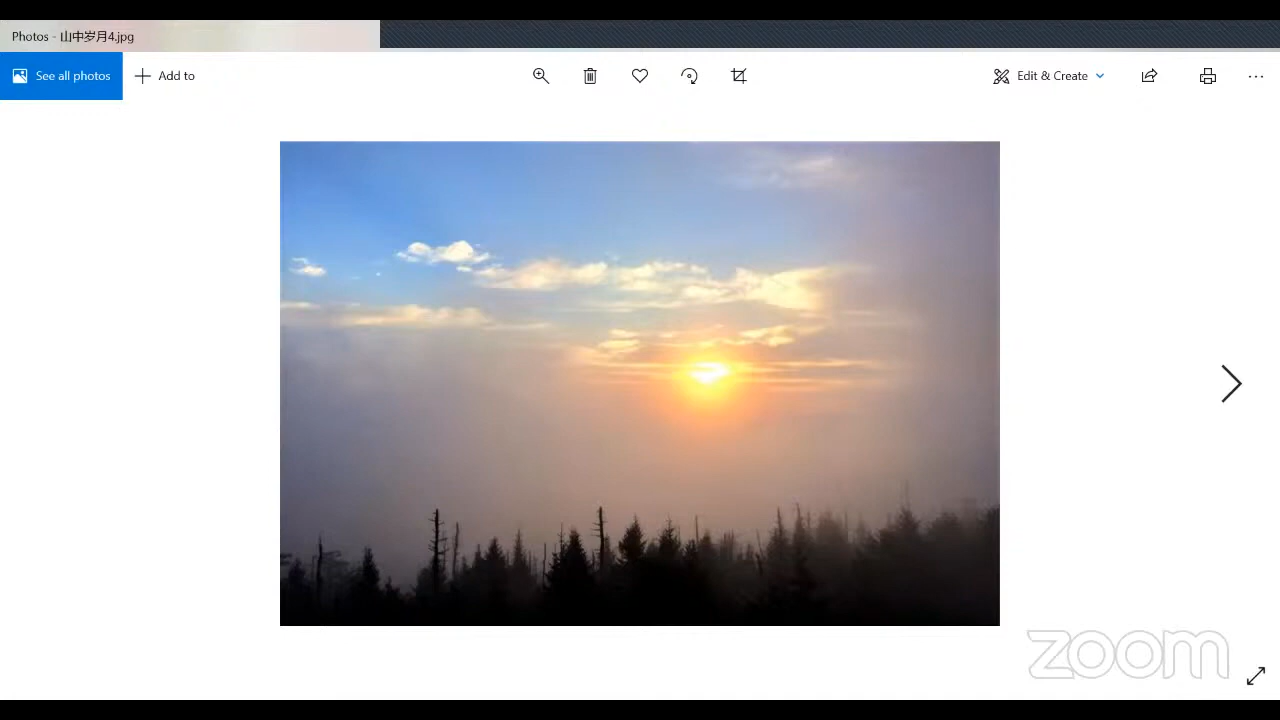 Photos - 山中岁月4.jpg
See all photos
Add to
Edit & Create
zoom